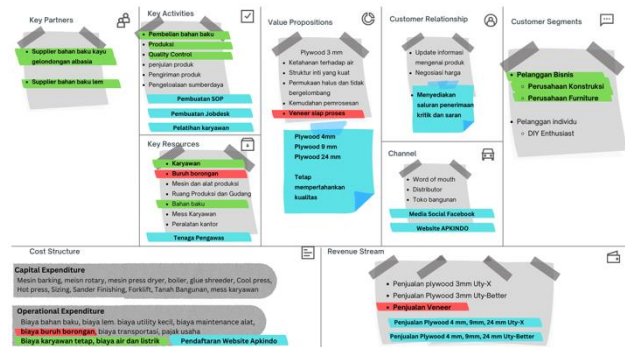 Key Partners
Supplier bahan baku kayu
gelondongan albasia
Supplier bahan baku lem
Key Activities
Pembelian bahan baku
Produksi
Quality Control
penjulan produk
Pengiriman produk
Pengeloaaan sumberdaya
Pembuatan SOP
Pembuatan Jobdesk
Pelatihan karyawan
Key Resources
Karyawan
Buruh borongan
Mesin dan alat produksi
Ruang Produksi dan Gudang
Bahan baku
Mess Karyawan
Peralatan kantor
Tenaga Pengawas
Value Propositions
Plywood 3 mm
Ketahanan terhadap air
Struktur inti yang kuat
Permukaan halus dan tidak
bergelombang
Kemudahan pemrosesan
Veneer siap proses
Plywood 4mm
Plywood 9 mm
Plywood 24 mm
Tetap
mempertahankan
kualitas
Customer Relationship
Update informasi
mengenai produk
Negosiasi harga
Menyediakan
saluran penerimaan
kritik dan saran
Channel
Word of mouth
Distributor
Toko bangunan
Media Social Facebook
Website APKINDO
Customer Segments
Pelanggan Bisnis
Perusahaan Konstruksi
Perusahaan Furniture
Pelanggan individu
DIY Enthusiast
Cost Structure
Capital Expenditure
Mesin barking, meisn rotary, mesin press dryer, boiler, glue shreeder, Cool press,
Hot press, Sizing, Sander Finishing, Forklift, Tanah Bangunan, mess karyawan
Operational Expenditure
Biaya bahan baku, biaya lem. biaya utility kecil, biaya maintenance alat,
biaya buruh borongan, biaya transportasi, pajak usaha
Biaya karyawan tetap, biaya air dan listrik Pendaftaran Website Apkindo
Revenue Stream
Penjualan plywood 3mm Uty-X
Penjualan plywood 3mm Uty-Better
Penjualan Veneer
Penjualan Plywood 4 mm, 9mm, 24 mm Uty-X
Penjualan Plywood 4 mm, 9mm, 24 mm Uty-Better